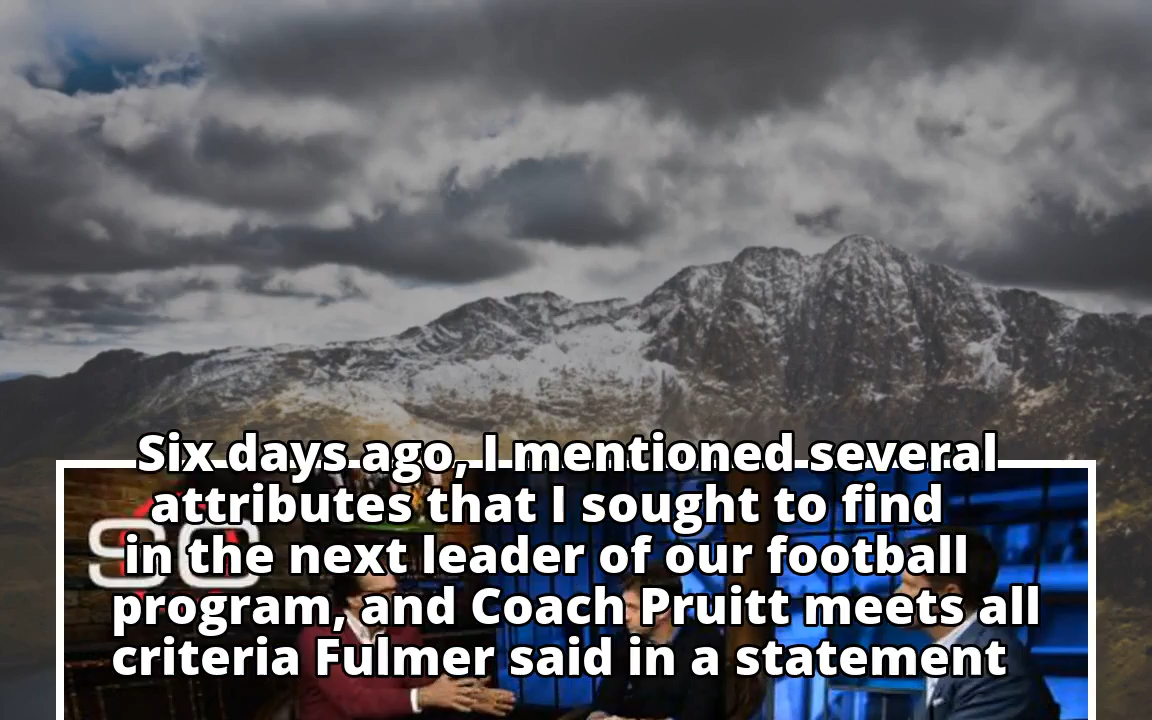 Six days ago, I mentioned several
attributes that I sought to find
in the next leader of our football
program, and Coach Pruitt meets all
criteria Fulmer said in a statement
SC